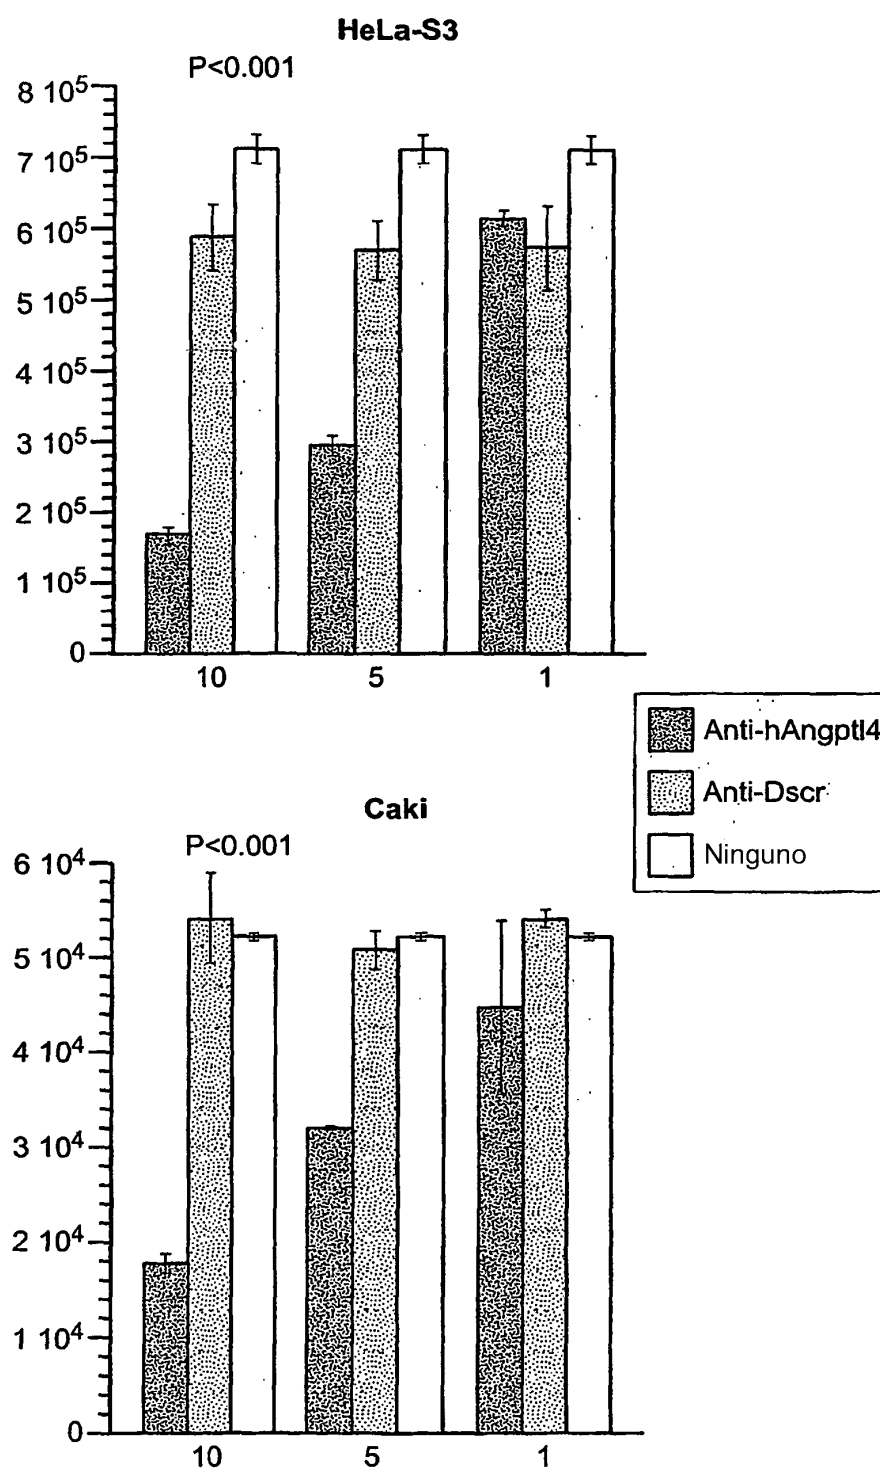 HeLa-S3
P<0.001
8 10⁵
7 10⁵
6 10⁵
5 10⁵
4 10⁵
3 10⁵
2 10⁵
1 10⁵
0
10 5 1
Anti-hAngptl4
Anti-Dscr
Ninguno
Caki
P<0.001
6 10⁴
5 10⁴
4 10⁴
3 10⁴
2 10⁴
1 10⁴
0
10 5 1